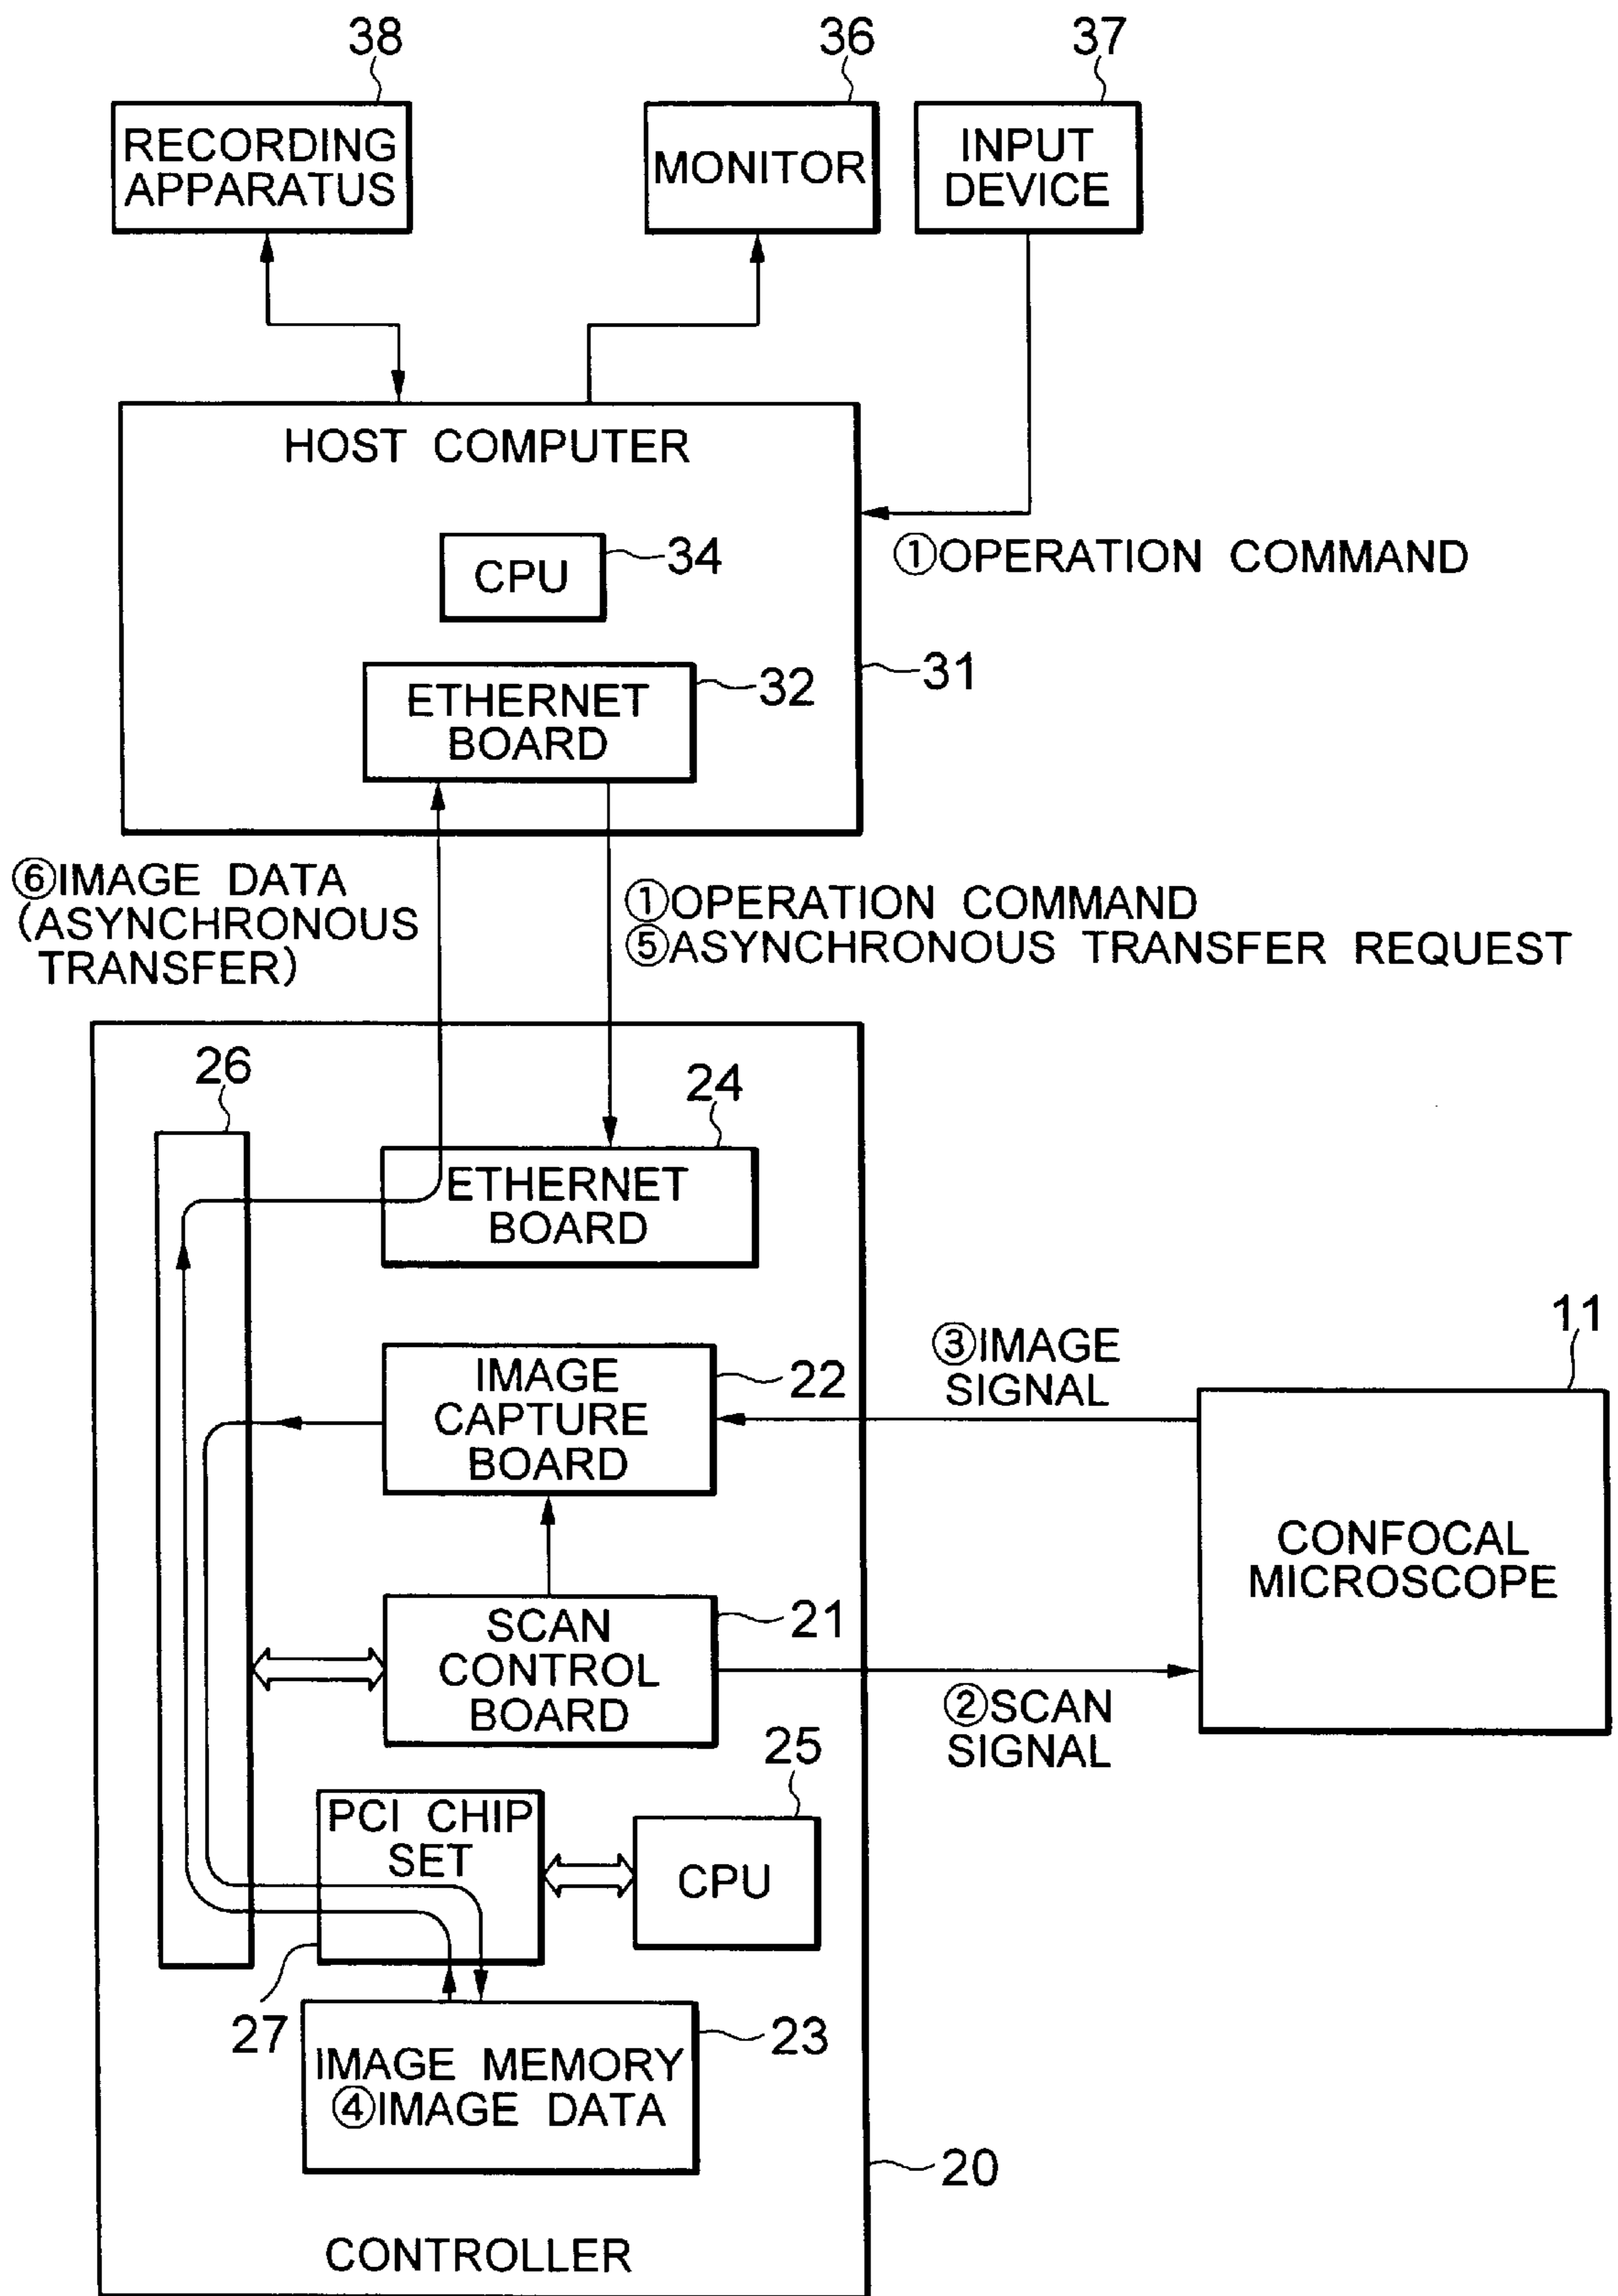 38
36
37
RECORDING
APPARATUS
MONITOR
INPUT
DEVICE
HOST COMPUTER
CPU
34
①OPERATION COMMAND
31
ETHERNET
BOARD
32
⑥IMAGE DATA
(ASYNCHRONOUS
TRANSFER)
①OPERATION COMMAND
⑤ASYNCHRONOUS TRANSFER REQUEST
26
24
ETHERNET
BOARD
11
③IMAGE
SIGNAL
IMAGE
CAPTURE
BOARD
22
CONFOCAL
MICROSCOPE
SCAN
CONTROL
BOARD
21
②SCAN
SIGNAL
25
PCI CHIP
SET
CPU
27
23
IMAGE MEMORY
④IMAGE DATA
20
CONTROLLER